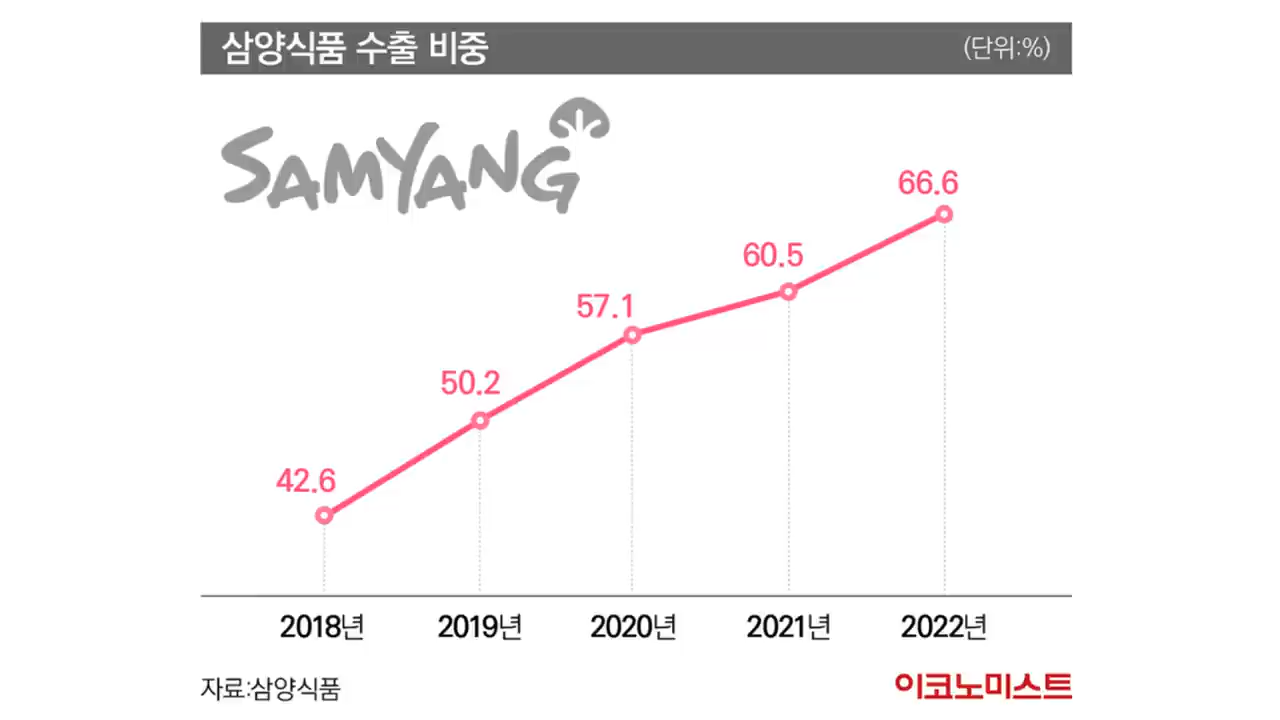 삼양식품 수출 비중
(단위:%)
SAMYANG
66.6
60.5
57.1
50.2
42.6
2018년
2019년
2020년
2021년
2022년
자료:삼양식품
이코노미스트